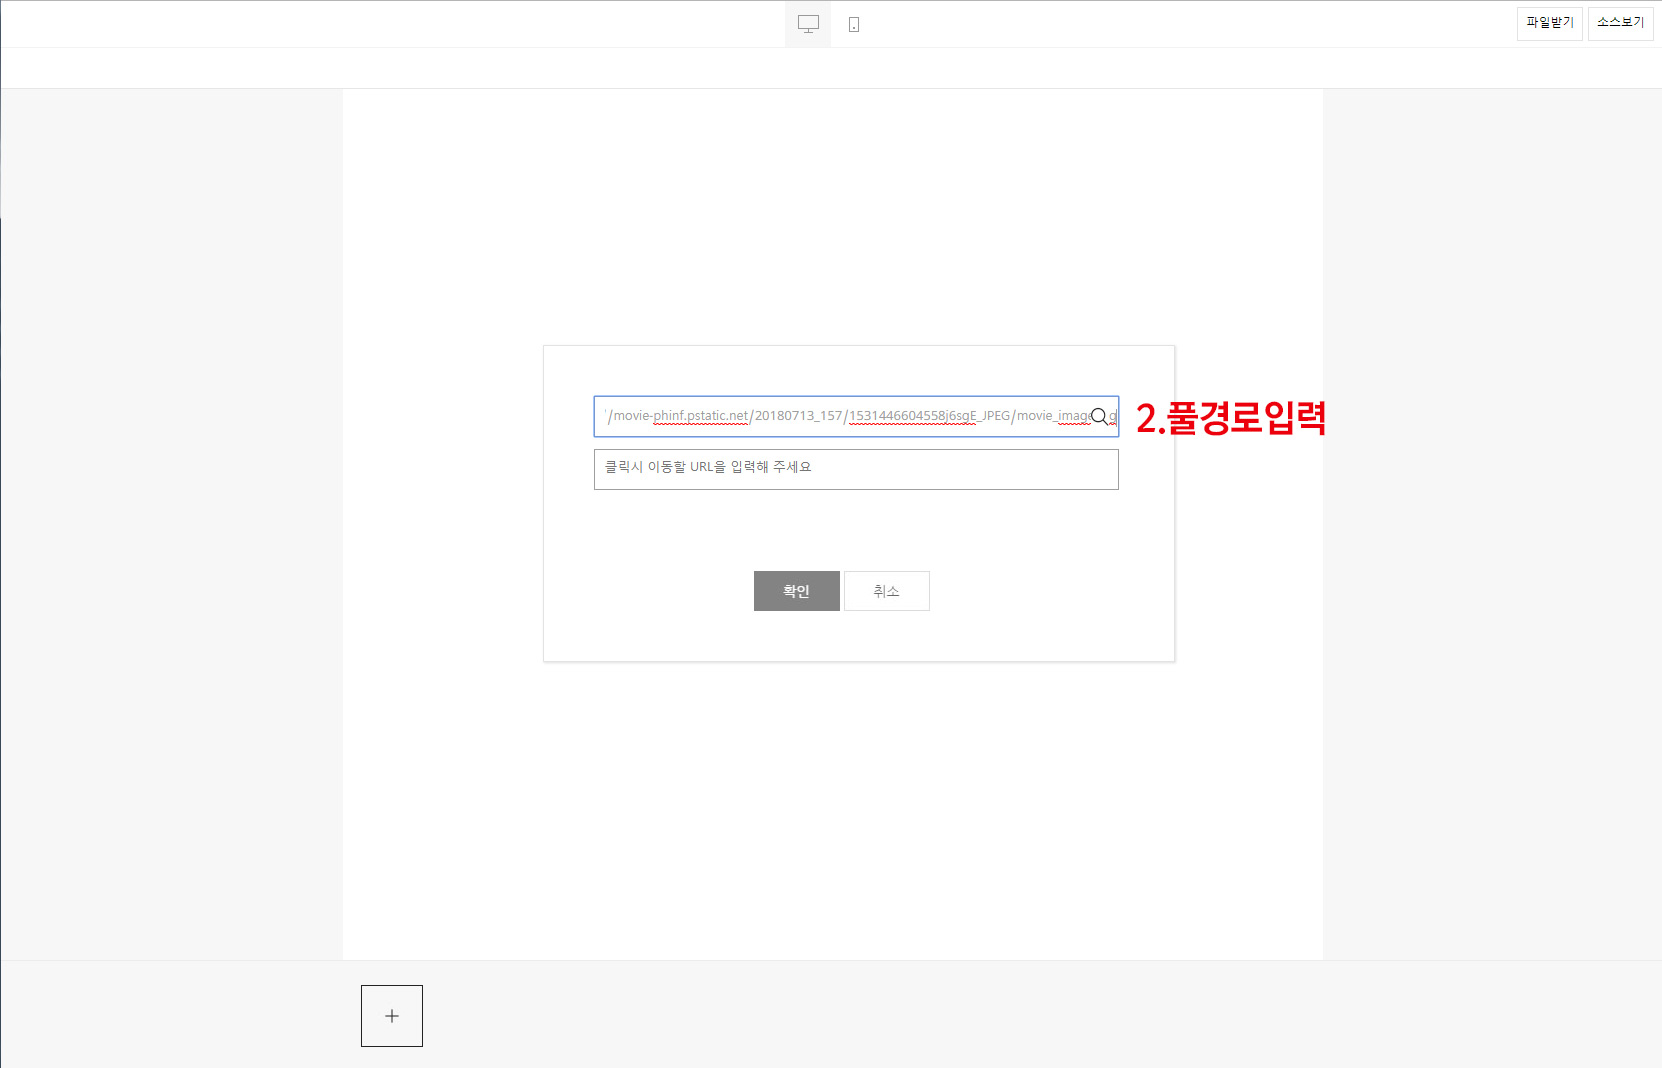 파일받기
소스보기
//movie-phinf.pstatic.net/20180713_157/1531446604558j6sgE_JPEG/movie_image
2.풀경로입력
클릭시 이동할 URL을 입력해 주세요
확인
취소